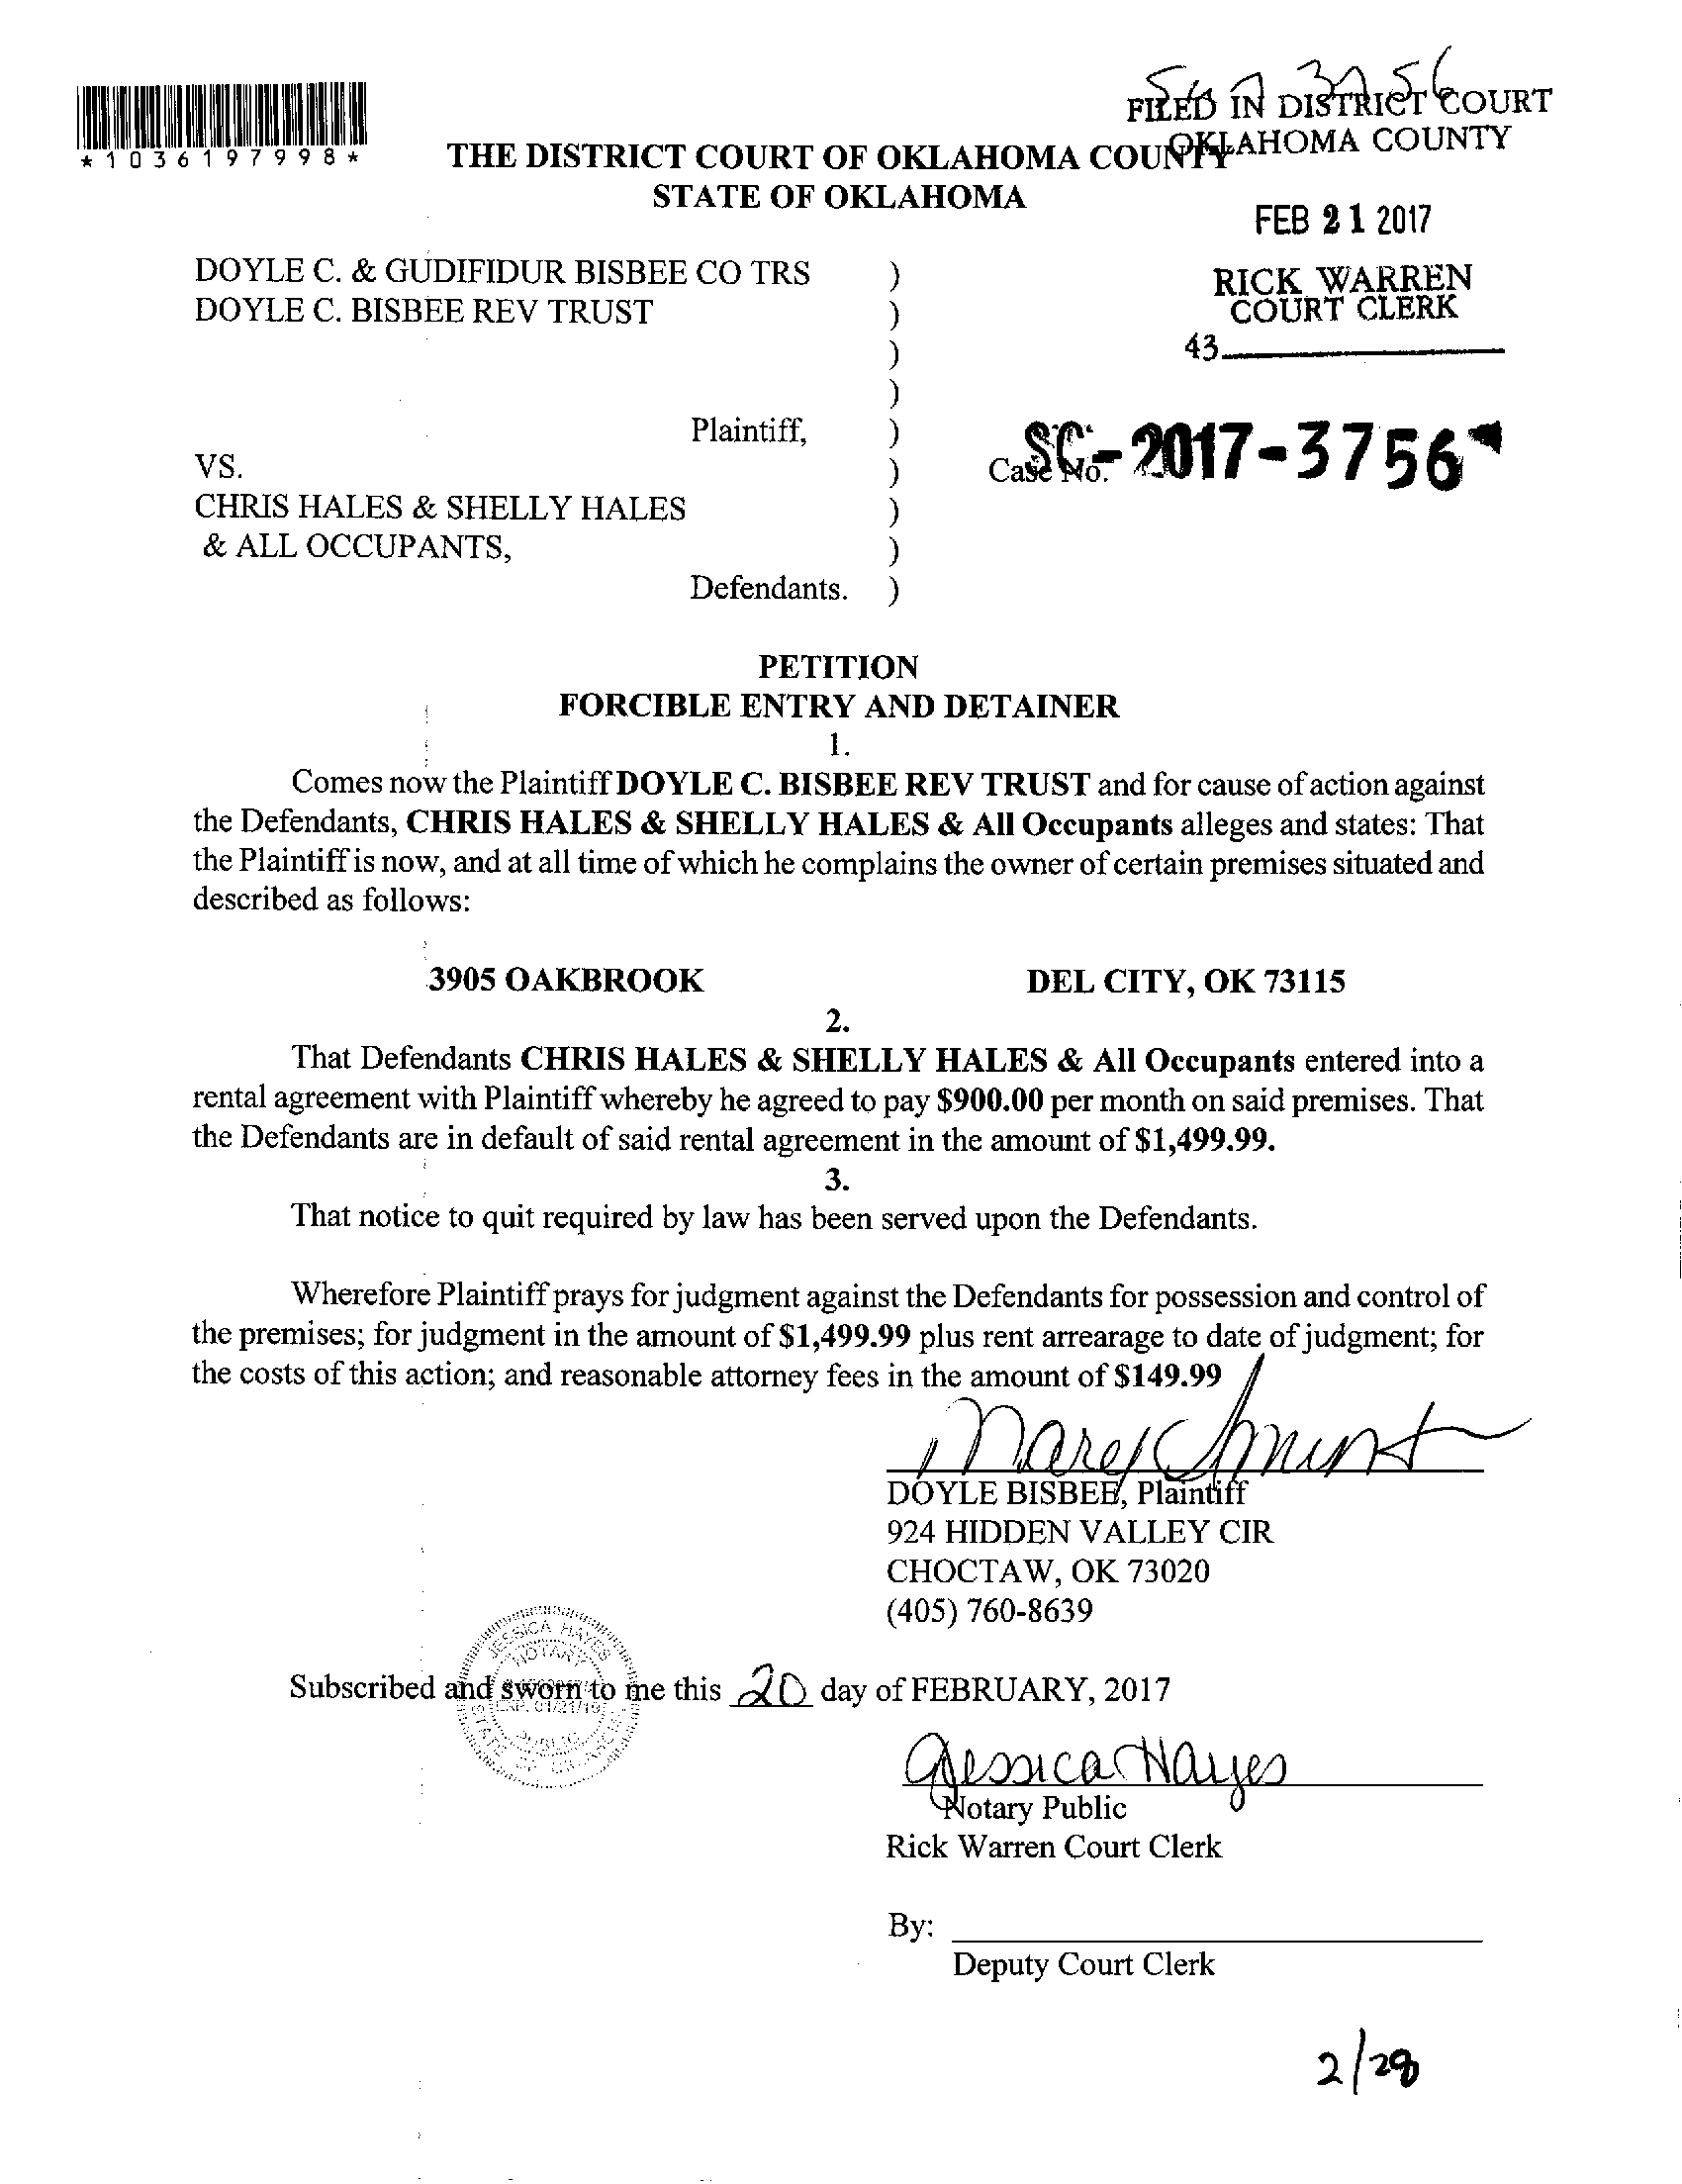 *1036197998*
FILED IN DISTRICT COURT
OKLAHOMA COUNTY
THE DISTRICT COURT OF OKLAHOMA COUNTY
STATE OF OKLAHOMA
FEB 21 2017
RICK WARREN
COURT CLERK
43
DOYLE C. & GUDIFIDUR BISBEE CO TRS )
DOYLE C. BISBEE REV TRUST )
)
)
Plaintiff, )
VS. )
Case No. SC-2017-3756
CHRIS HALES & SHELLY HALES )
& ALL OCCUPANTS, )
Defendants. )
PETITION
FORCIBLE ENTRY AND DETAINER
1.
Comes now the Plaintiff DOYLE C. BISBEE REV TRUST and for cause of action against
the Defendants, CHRIS HALES & SHELLY HALES & All Occupants alleges and states: That
the Plaintiff is now, and at all time of which he complains the owner of certain premises situated and
described as follows:
3905 OAKBROOK DEL CITY, OK 73115
2.
That Defendants CHRIS HALES & SHELLY HALES & All Occupants entered into a
rental agreement with Plaintiff whereby he agreed to pay $900.00 per month on said premises. That
the Defendants are in default of said rental agreement in the amount of $1,499.99.
3.
That notice to quit required by law has been served upon the Defendants.
Wherefore Plaintiff prays for judgment against the Defendants for possession and control of
the premises; for judgment in the amount of $1,499.99 plus rent arrearage to date of judgment; for
the costs of this action; and reasonable attorney fees in the amount of $149.99
DOYLE BISBEE, Plaintiff
924 HIDDEN VALLEY CIR
CHOCTAW, OK 73020
(405) 760-8639
JESSICA HAYES
NOTARY
EXP. 01/21/19
PUBLIC
Subscribed and sworn to me this 20 day of FEBRUARY, 2017
Jessica Hayes
Notary Public
Rick Warren Court Clerk
By:
Deputy Court Clerk
2/28